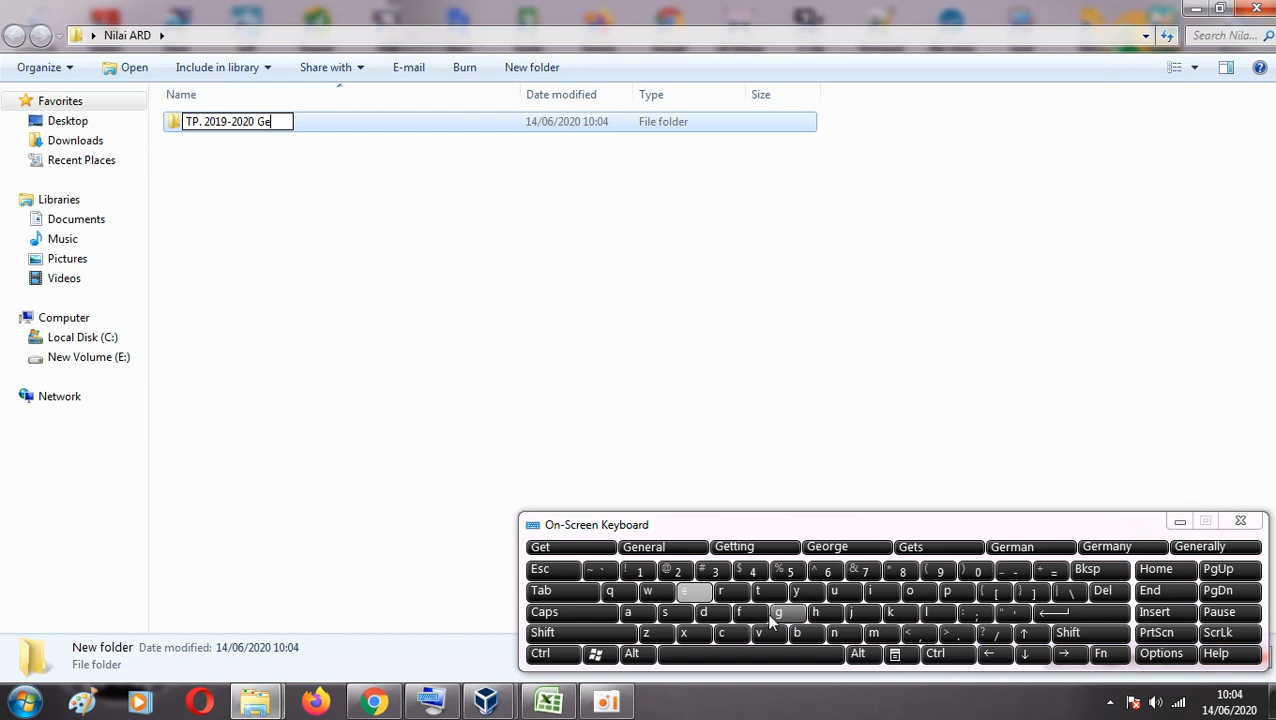 Nilai ARD
Search Nila...
Organize
Open
Include in library
Share with
E-mail
Burn
New folder
Name
Date modified
Type
Size
Favorites
Desktop
Downloads
Recent Places
Libraries
Documents
Music
Pictures
Videos
Computer
Local Disk (C:)
New Volume (E:)
Network
TP. 2019-2020 Ge
14/06/2020 10:04
File folder
New folder Date modified: 14/06/2020 10:04
File folder
On-Screen Keyboard
Get General Getting George Gets German Germany Generally
Esc ~ ` ! 1 @ 2 # 3 $ 4 % 5 ^ 6 & 7 * 8 ( 9 ) 0 _ - + = Bksp Home PgUp
Tab q w e r t y u i o p { [ } ] | \ Del End PgDn
Caps a s d f g h j k l : ; " ' Insert Pause
Shift z x c v b n m < , > . ? / ↑ Shift PrtScn ScrLk
Ctrl Alt Alt Ctrl ← ↓ → Fn Options Help
10:04
14/06/2020